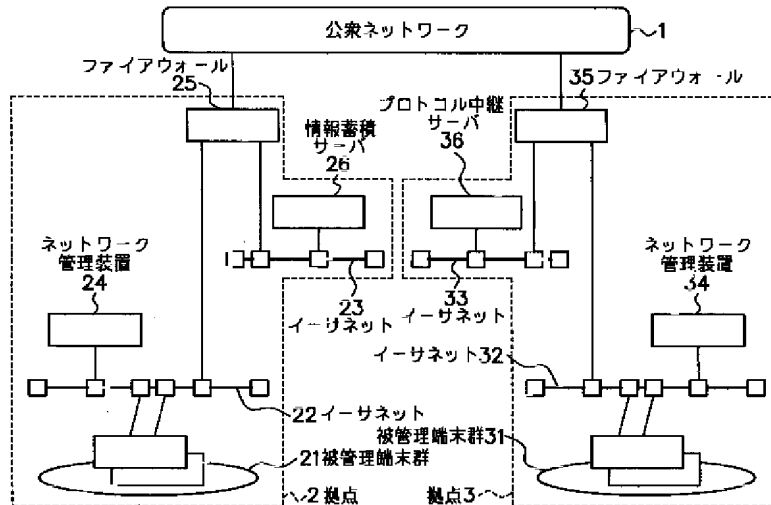 公衆ネットワーク
1
ファイアウォール
25
35ファイアウォール
情報蓄積
サーバ
26
プロトコル中継
サーバ
36
ネットワーク
管理装置
24
23
イーサネット
33
イーサネット
ネットワーク
管理装置
34
イーサネット32
22イーサネット
被管理端末群31
21被管理端末群
2拠点
拠点3